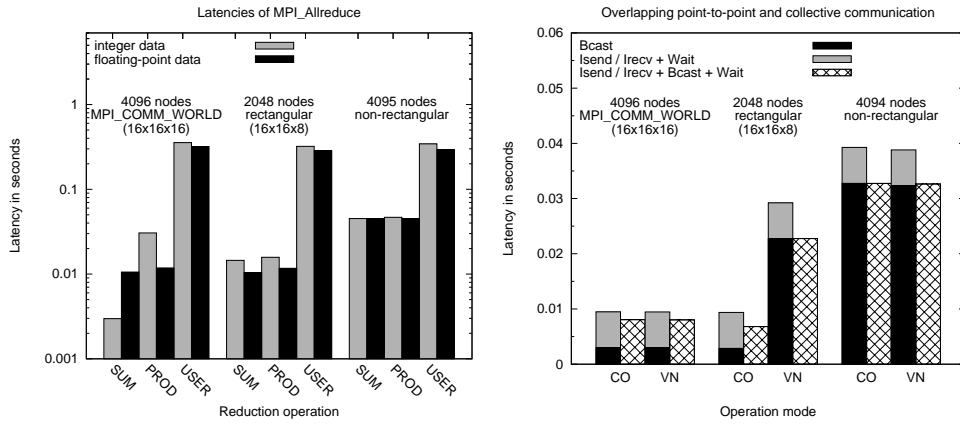 Latencies of MPI_Allreduce
integer data
floating-point data
4096 nodes
MPI_COMM_WORLD
(16x16x16)
2048 nodes
rectangular
(16x16x8)
4095 nodes
non-rectangular
Latency in seconds
1
0.1
0.01
0.001
SUM
PROD
USER
SUM
PROD
USER
SUM
PROD
USER
Reduction operation
Overlapping point-to-point and collective communication
Bcast
Isend / Irecv + Wait
Isend / Irecv + Bcast + Wait
4096 nodes
MPI_COMM_WORLD
(16x16x16)
2048 nodes
rectangular
(16x16x8)
4094 nodes
non-rectangular
Latency in seconds
0.06
0.05
0.04
0.03
0.02
0.01
0
CO
VN
CO
VN
CO
VN
Operation mode